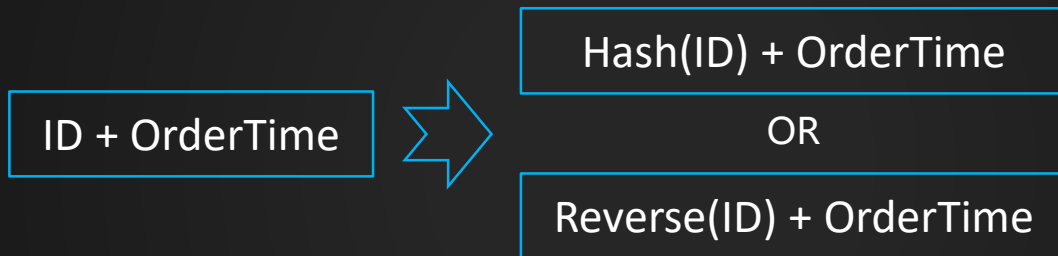 ID + OrderTime
Hash(ID) + OrderTime
OR
Reverse(ID) + OrderTime